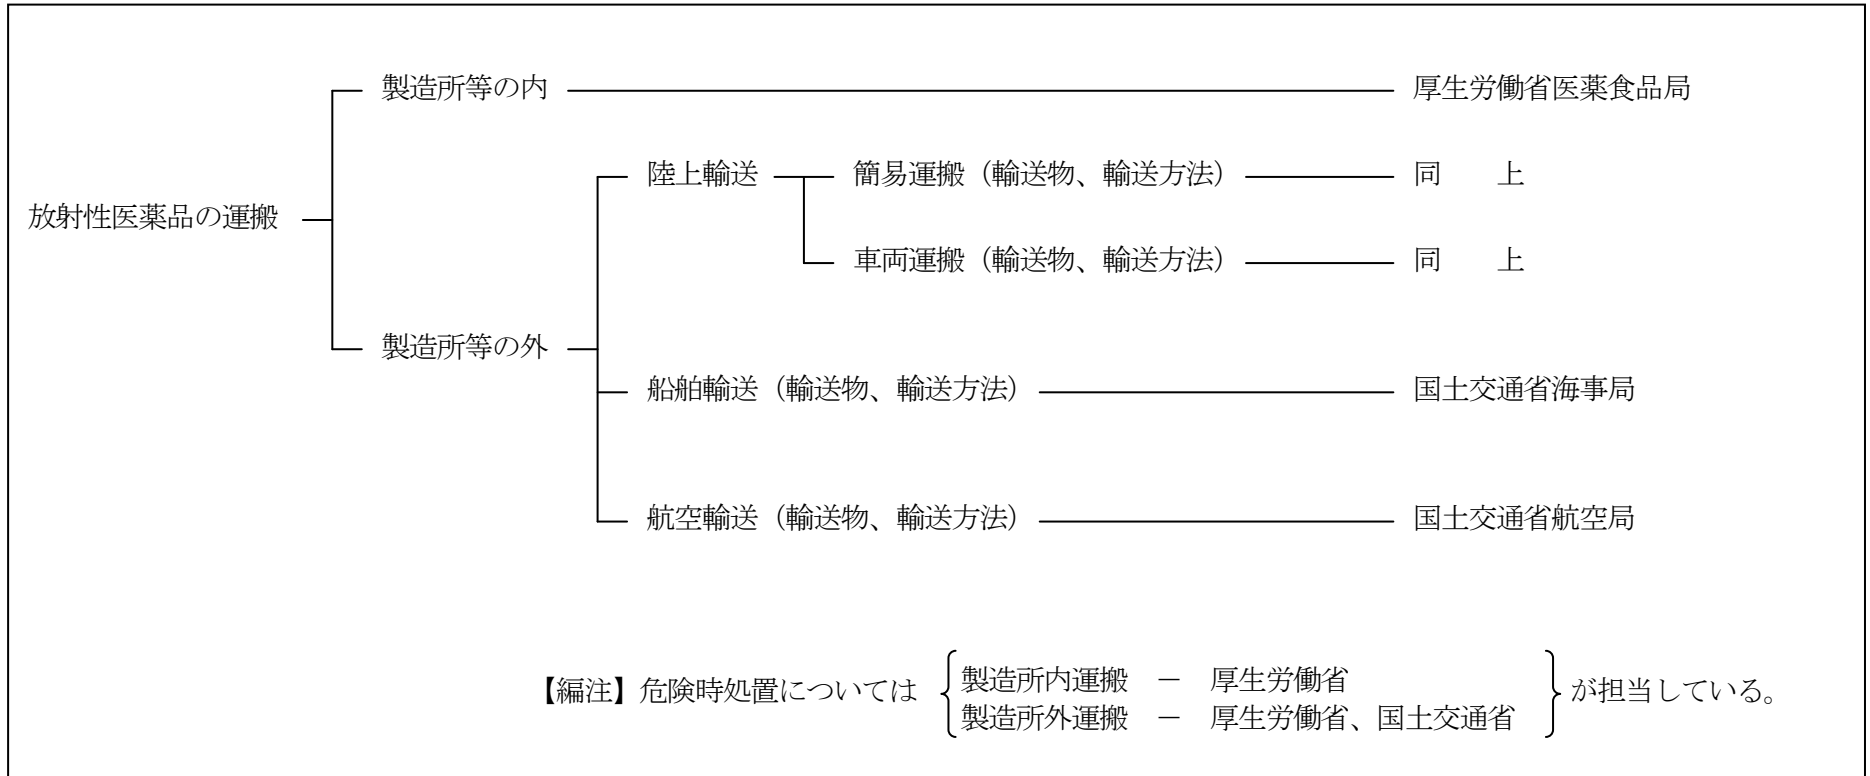 製造所等の内 厚生労働省医薬食品局
陸上輸送 簡易運搬（輸送物、輸送方法） 同　上
放射性医薬品の運搬
車両運搬（輸送物、輸送方法） 同　上
製造所等の外
船舶輸送（輸送物、輸送方法） 国土交通省海事局
航空輸送（輸送物、輸送方法） 国土交通省航空局
【編注】危険時処置については
製造所内運搬　－　厚生労働省
製造所外運搬　－　厚生労働省、国土交通省
が担当している。